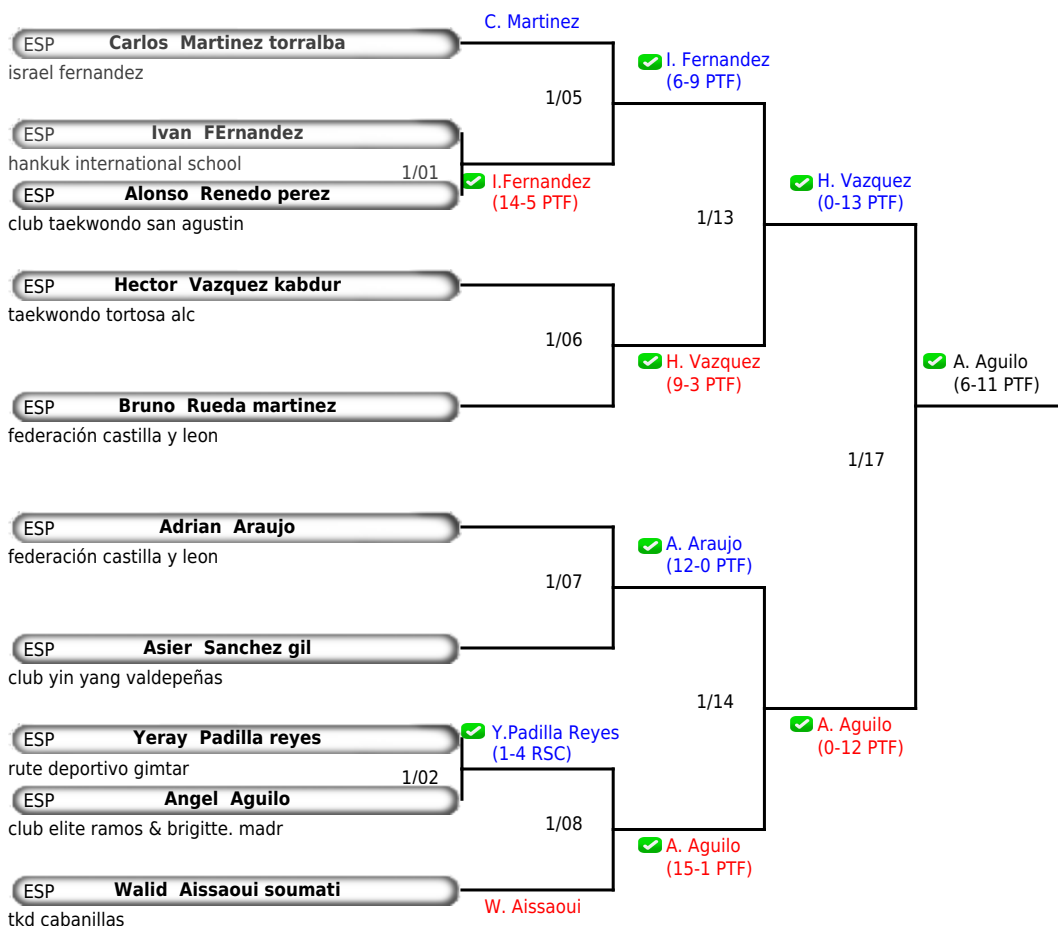 C. Martinez
ESP Carlos Martinez torralba
israel fernandez
I. Fernandez
(6-9 PTF)
1/05
ESP Ivan FErnandez
hankuk international school
1/01
ESP Alonso Renedo perez
I.Fernandez
(14-5 PTF)
club taekwondo san agustin
H. Vazquez
(0-13 PTF)
1/13
ESP Hector Vazquez kabdur
taekwondo tortosa alc
1/06
H. Vazquez
(9-3 PTF)
A. Aguilo
(6-11 PTF)
ESP Bruno Rueda martinez
federación castilla y leon
1/17
ESP Adrian Araujo
federación castilla y leon
A. Araujo
(12-0 PTF)
1/07
ESP Asier Sanchez gil
club yin yang valdepeñas
1/14
ESP Yeray Padilla reyes
Y.Padilla Reyes
(1-4 RSC)
A. Aguilo
(0-12 PTF)
rute deportivo gimtar
1/02
ESP Angel Aguilo
club elite ramos & brigitte. madr
1/08
A. Aguilo
(15-1 PTF)
ESP Walid Aissaoui soumati
W. Aissaoui
tkd cabanillas